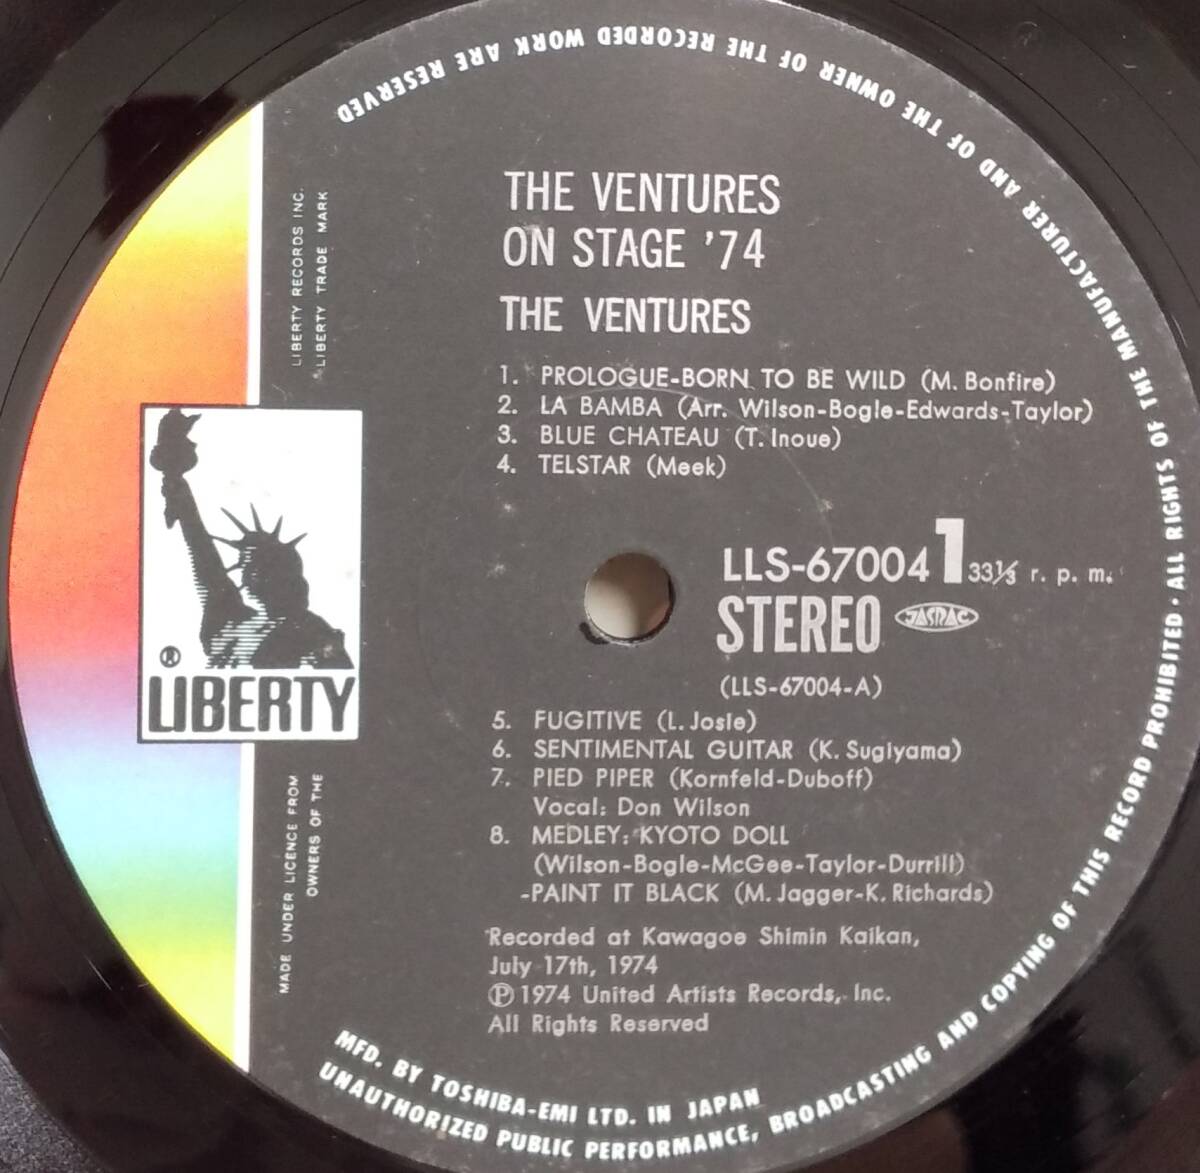 THE VENTURES
ON STAGE '74
THE VENTURES
1. PROLOGUE-BORN TO BE WILD (M. Bonfire)
2. LA BAMBA (Arr. Wilson-Bogle-Edwards-Taylor)
3. BLUE CHATEAU (T. Inoue)
4. TELSTAR (Meek)
LLS-67004 1 33⅓ r. p. m.
STEREO JASRAC
(LLS-67004-A)
5. FUGITIVE (L. Josie)
6. SENTIMENTAL GUITAR (K. Sugiyama)
7. PIED PIPER (Kornfeld-Duboff)
Vocal: Don Wilson
8. MEDLEY: KYOTO DOLL
(Wilson-Bogle-McGee-Taylor-Durrill)
-PAINT IT BLACK (M. Jagger-K. Richards)
Recorded at Kawagoe Shimin Kaikan,
July 17th, 1974
Ⓟ 1974 United Artists Records, Inc.
All Rights Reserved
LIBERTY RECORDS INC.
LIBERTY TRADE MARK
®
LIBERTY
MADE UNDER LICENCE FROM
OWNERS OF THE
MFD. BY TOSHIBA-EMI LTD. IN JAPAN
UNAUTHORIZED PUBLIC PERFORMANCE, BROADCASTING AND COPYING OF THIS RECORD PROHIBITED · ALL RIGHTS OF THE MANUFACTURER AND OF THE OWNER OF THE RECORDED WORK ARE RESERVED